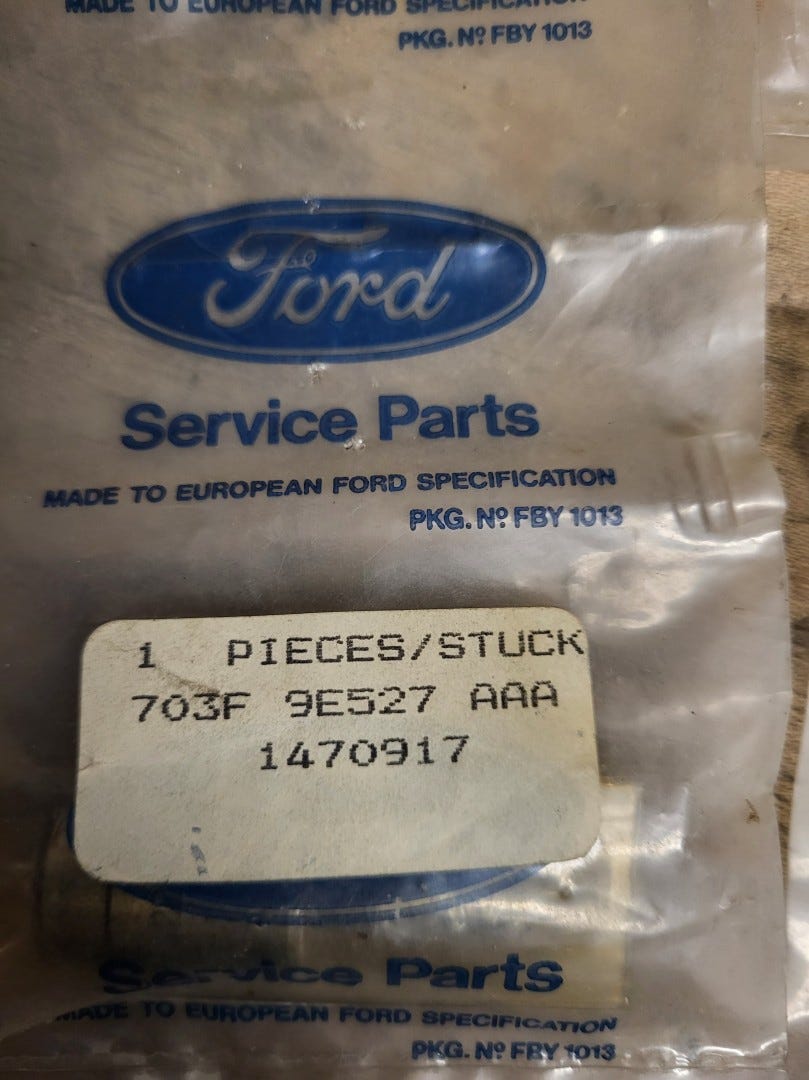 MADE TO EUROPEAN FORD SPECIFICATION
PKG. Nº FBY 1013
Ford
Service Parts
MADE TO EUROPEAN FORD SPECIFICATION
PKG. Nº FBY 1013
1 PIECES/STUCK
703F 9E527 AAA
1470917
Service Parts
MADE TO EUROPEAN FORD SPECIFICATION
PKG. Nº FBY 1013